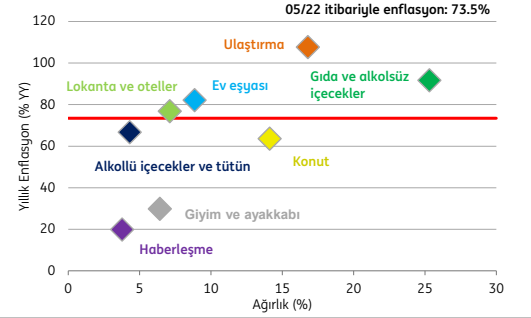 05/22 itibariyle enflasyon: 73.5%
120
100
80
60
40
20
0
Yıllık Enflasyon (% YY)
Ulaştırma
Gıda ve alkolsüz
içecekler
Lokanta ve oteller
Ev eşyası
Alkollü içecekler ve tütün
Konut
Giyim ve ayakkabı
Haberleşme
0 5 10 15 20 25 30
Ağırlık (%)